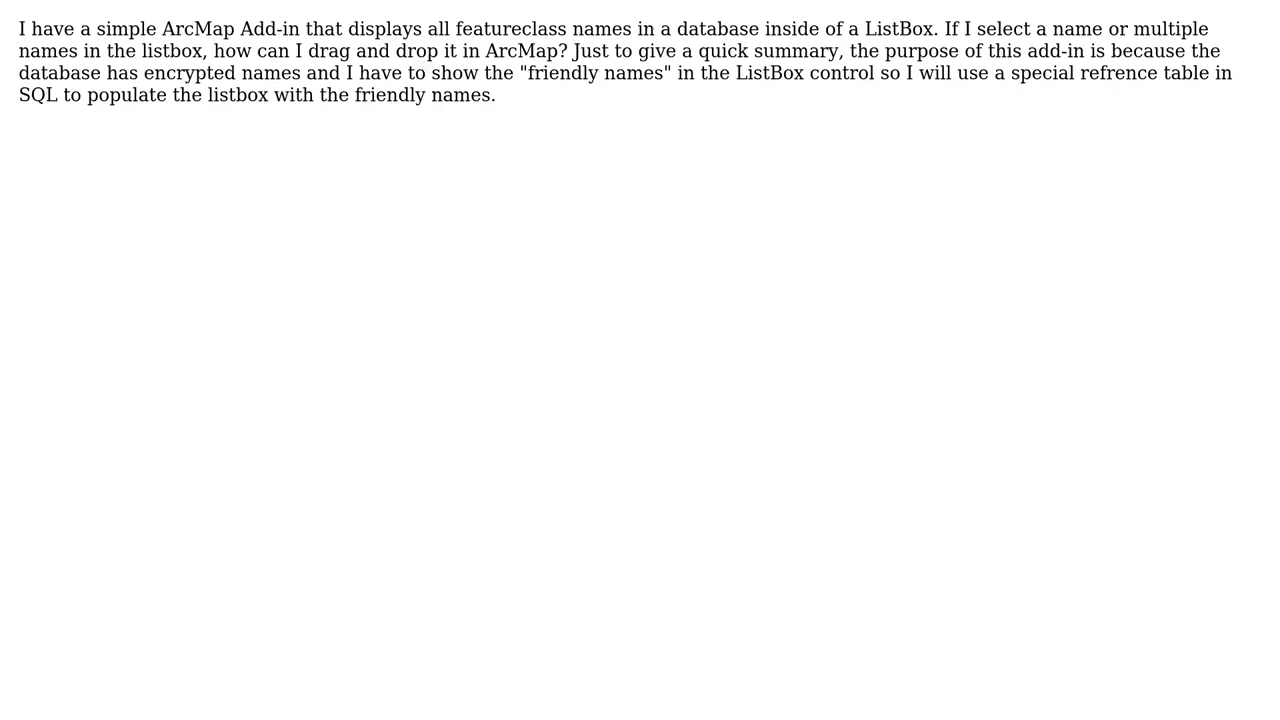 I have a simple ArcMap Add-in that displays all featureclass names in a database inside of a ListBox. If I select a name or multiple
names in the listbox, how can I drag and drop it in ArcMap? Just to give a quick summary, the purpose of this add-in is because the
database has encrypted names and I have to show the "friendly names" in the ListBox control so I will use a special refrence table in
SQL to populate the listbox with the friendly names.